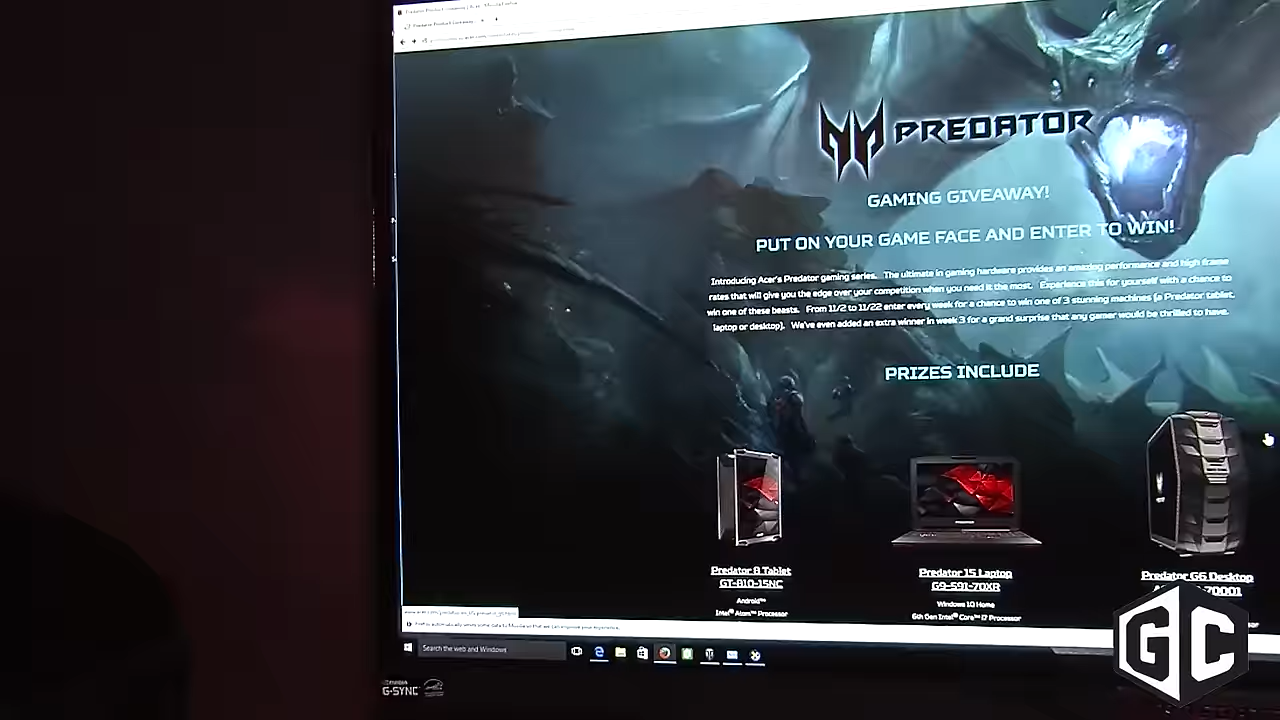 PREDATOR
GAMING GIVEAWAY!
PUT ON YOUR GAME FACE AND ENTER TO WIN!
Introducing Acer's Predator gaming series. The ultimate in gaming hardware provides an amazing performance and high frame
rates that will give you the edge over your competition when you need it the most. Experience this for yourself with a chance to
win one of these beasts. From 11/2 to 11/22 enter every week for a chance to win one of 3 stunning machines (a Predator tablet,
laptop or desktop). We've even added an extra winner in week 3 for a grand surprise that any gamer would be thrilled to have.
PRIZES INCLUDE
Predator 8 Tablet
GT-810-15NC
Android™
Intel® Atom™ Processor
Predator 15 Laptop
G9-591-70XR
Windows 10 Home
6th Gen Intel® Core™ i7 Processor
Predator G6 Desktop
Search the web and Windows
NVIDIA
G-SYNC
GC